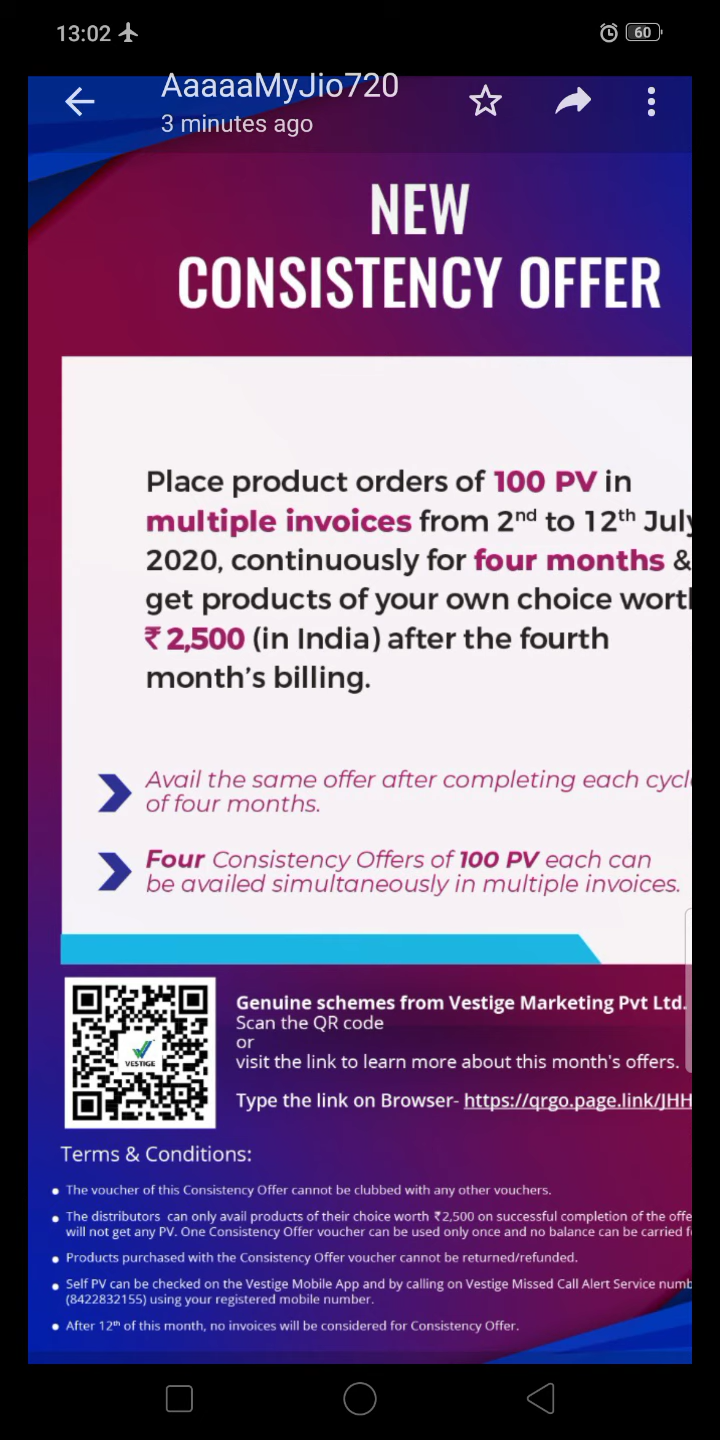 13:02
60
AaaaaMyJio720
3 minutes ago
NEW
CONSISTENCY OFFER
Place product orders of 100 PV in
multiple invoices from 2nd to 12th July
2020, continuously for four months &
get products of your own choice wort
₹ 2,500 (in India) after the fourth
month's billing.
Avail the same offer after completing each cycl
of four months.
Four Consistency Offers of 100 PV each can
be availed simultaneously in multiple invoices.
VESTIGE
Genuine schemes from Vestige Marketing Pvt Ltd.
Scan the QR code
or
visit the link to learn more about this month's offers.
Type the link on Browser- https://qrgo.page.link/JHH
Terms & Conditions:
The voucher of this Consistency Offer cannot be clubbed with any other vouchers.
The distributors can only avail products of their choice worth ₹2,500 on successful completion of the offe
will not get any PV. One Consistency Offer voucher can be used only once and no balance can be carried f
Products purchased with the Consistency Offer voucher cannot be returned/refunded.
Self PV can be checked on the Vestige Mobile App and by calling on Vestige Missed Call Alert Service numb
(8422832155) using your registered mobile number.
After 12th of this month, no invoices will be considered for Consistency Offer.